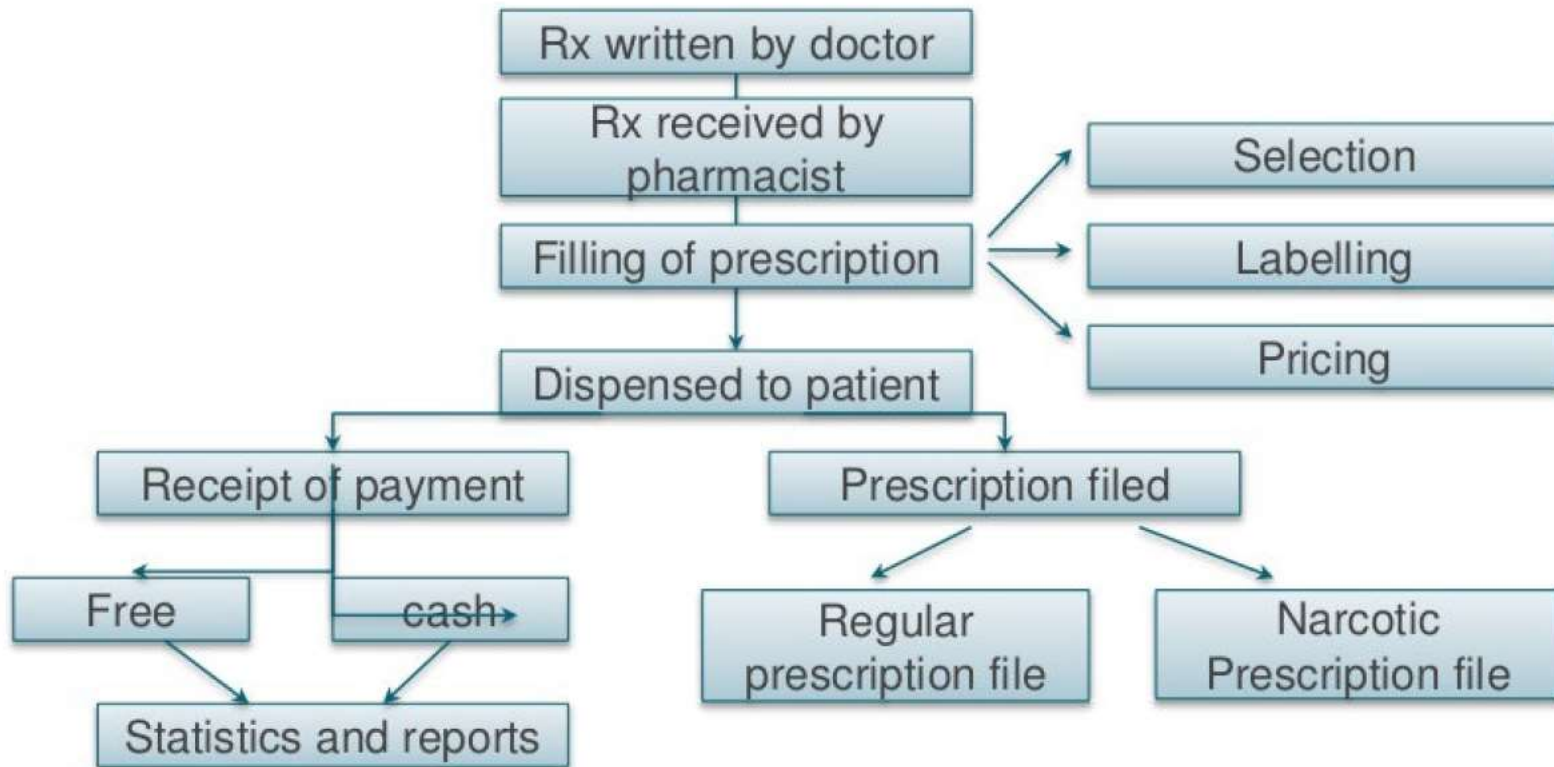 Rx written by doctor
Rx received by
pharmacist
Selection
Filling of prescription
Labelling
Pricing
Dispensed to patient
Receipt of payment
Prescription filed
Free
cash
Regular
prescription file
Narcotic
Prescription file
Statistics and reports